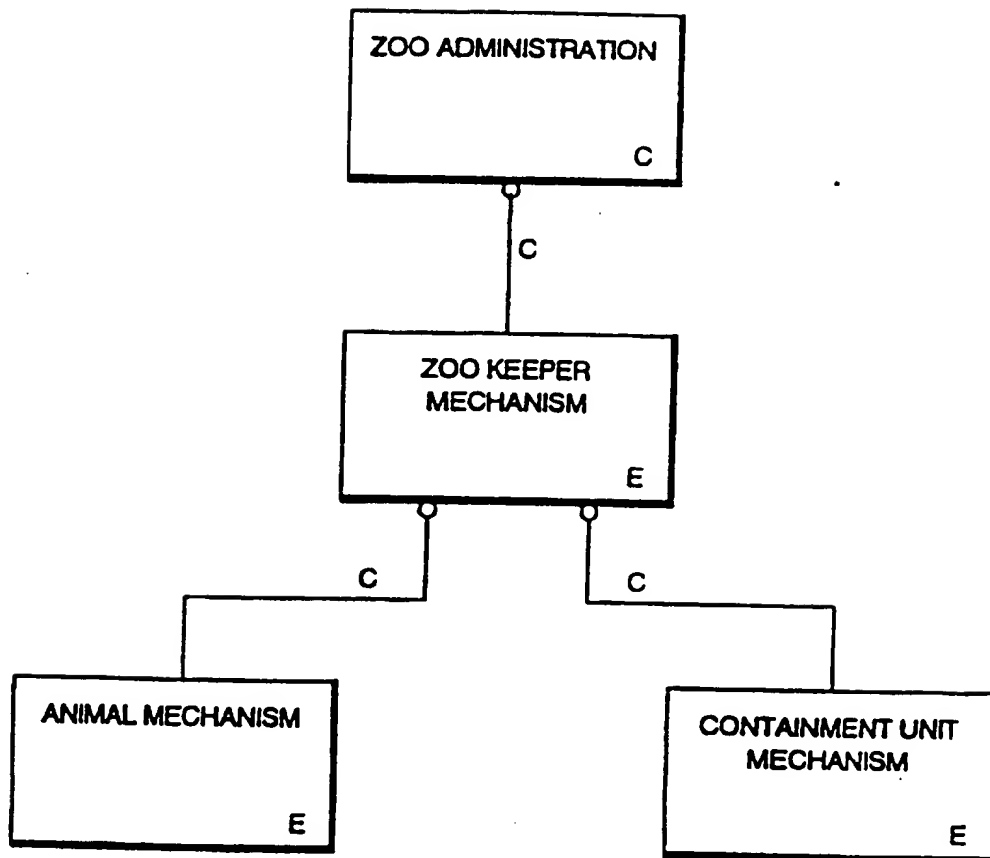 ZOO ADMINISTRATION
C
C
ZOO KEEPER
MECHANISM
E
C
C
ANIMAL MECHANISM
E
CONTAINMENT UNIT
MECHANISM
E